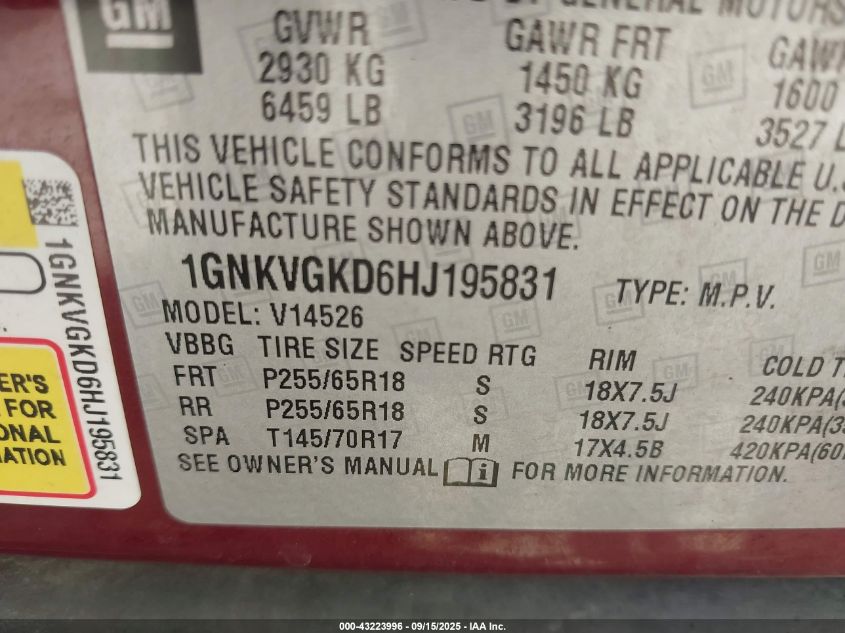 GENERAL MOTORS
GM
GVWR GAWR FRT GAWR
2930 KG 1450 KG 1600
6459 LB 3196 LB 3527 L
THIS VEHICLE CONFORMS TO ALL APPLICABLE U.S
VEHICLE SAFETY STANDARDS IN EFFECT ON THE D
MANUFACTURE SHOWN ABOVE.
1GNKVGKD6HJ195831 TYPE: M.P.V.
MODEL: V14526
VBBG TIRE SIZE SPEED RTG RIM COLD T
FRT P255/65R18 S 18X7.5J 240KPA(3
RR P255/65R18 S 18X7.5J 240KPA(35
SPA T145/70R17 M 17X4.5B 420KPA(60
SEE OWNER'S MANUAL i FOR MORE INFORMATION.
1GNKVGKD6HJ195831
ER'S
FOR
ONAL
MATION
000-43223996 - 09/15/2025 - IAA Inc.